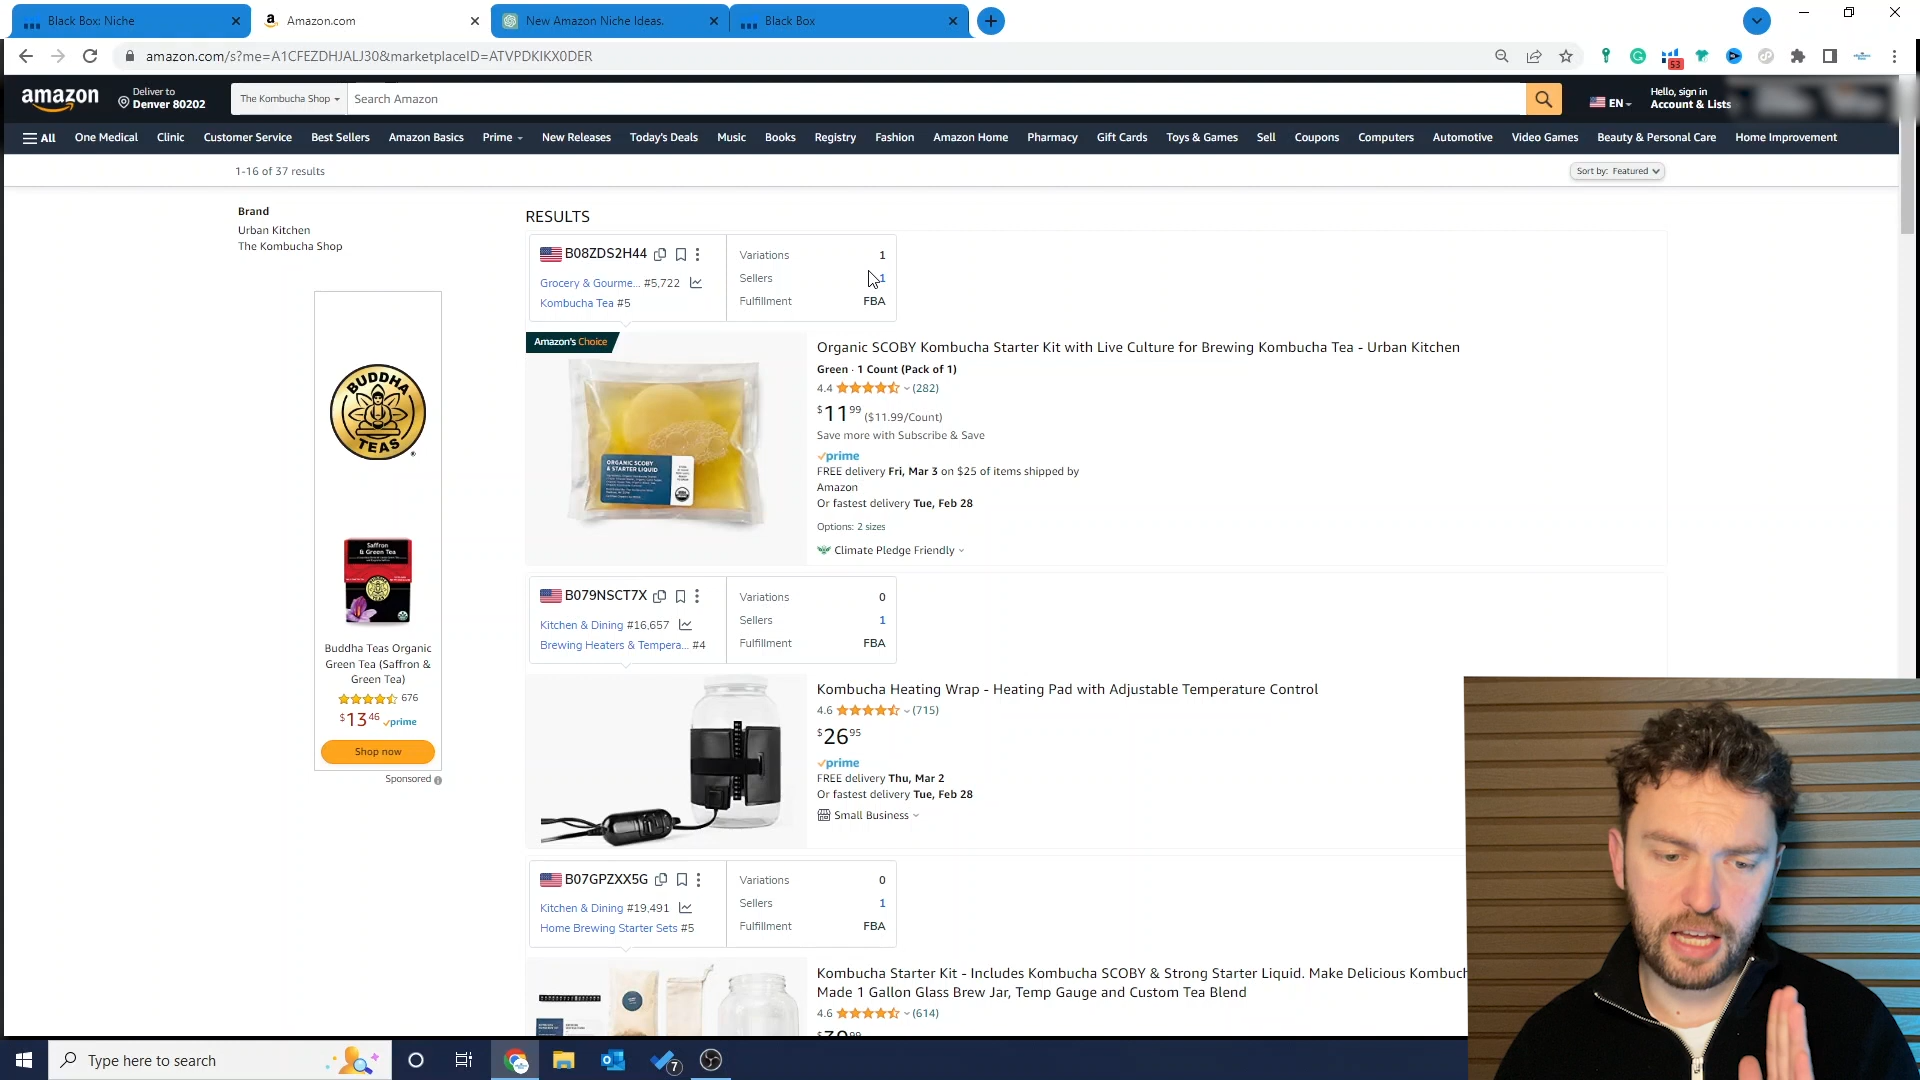 Black Box: Niche
Amazon.com
New Amazon Niche Ideas.
Black Box
amazon.com/s?me=A1CFEZDHJALJ30&marketplaceID=ATVPDKIKX0DER
53
amazon
Deliver to
Denver 80202
The Kombucha Shop
Search Amazon
EN
Hello, sign in
Account & Lists
All
One Medical
Clinic
Customer Service
Best Sellers
Amazon Basics
Prime
New Releases
Today's Deals
Music
Books
Registry
Fashion
Amazon Home
Pharmacy
Gift Cards
Toys & Games
Sell
Coupons
Computers
Automotive
Video Games
Beauty & Personal Care
Home Improvement
1-16 of 37 results
Sort by: Featured
Brand
Urban Kitchen
The Kombucha Shop
BUDDHA
TEAS
Saffron
& Green Tea
Buddha Teas Organic
Green Tea (Saffron &
Green Tea)
676
$13 46 prime
Shop now
Sponsored
RESULTS
B08ZDS2H44
Grocery & Gourme... #5,722
Kombucha Tea #5
Variations 1
Sellers 1
Fulfillment FBA
Amazon's Choice
ORGANIC SCOBY
& STARTER LIQUID
Organic SCOBY Kombucha Starter Kit with Live Culture for Brewing Kombucha Tea - Urban Kitchen
Green · 1 Count (Pack of 1)
4.4 (282)
$11 99 ($11.99/Count)
Save more with Subscribe & Save
prime
FREE delivery Fri, Mar 3 on $25 of items shipped by
Amazon
Or fastest delivery Tue, Feb 28
Options: 2 sizes
Climate Pledge Friendly
B079NSCT7X
Kitchen & Dining #16,657
Brewing Heaters & Tempera... #4
Variations 0
Sellers 1
Fulfillment FBA
Kombucha Heating Wrap - Heating Pad with Adjustable Temperature Control
4.6 (715)
$26 95
prime
FREE delivery Thu, Mar 2
Or fastest delivery Tue, Feb 28
Small Business
B07GPZXX5G
Kitchen & Dining #19,491
Home Brewing Starter Sets #5
Variations 0
Sellers 1
Fulfillment FBA
Kombucha Starter Kit - Includes Kombucha SCOBY & Strong Starter Liquid. Make Delicious Kombuch
Made 1 Gallon Glass Brew Jar, Temp Gauge and Custom Tea Blend
4.6 (614)
Type here to search
7